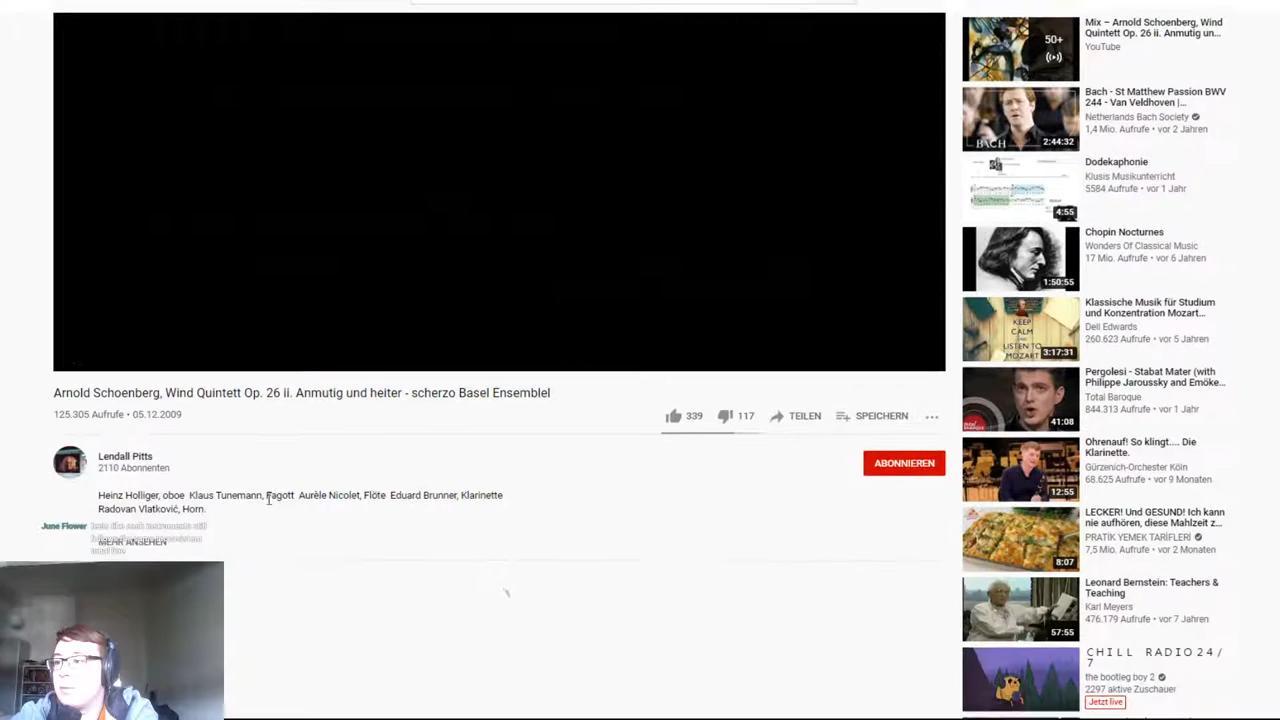 Arnold Schoenberg, Wind Quintett Op. 26 ii. Anmutig und heiter - scherzo Basel Ensemblel
125.305 Aufrufe • 05.12.2009
339
117
TEILEN
SPEICHERN
Lendall Pitts
2110 Abonnenten
ABONNIEREN
Heinz Holliger, oboe Klaus Tunemann, Fagott Aurèle Nicolet, Flöte Eduard Brunner, Klarinette
Radovan Vlatković, Horn.
June Flower
MEHR ANSEHEN
50+
Mix – Arnold Schoenberg, Wind
Quintett Op. 26 ii. Anmutig un...
YouTube
BACH
2:44:32
Bach - St Matthew Passion BWV
244 - Van Veldhoven |...
Netherlands Bach Society
1,4 Mio. Aufrufe • vor 2 Jahren
4:55
Dodekaphonie
Klusis Musikunterricht
5584 Aufrufe • vor 1 Jahr
1:50:55
Chopin Nocturnes
Wonders Of Classical Music
17 Mio. Aufrufe • vor 6 Jahren
KEEP
CALM
AND
LISTEN TO
MOZART
3:17:31
Klassische Musik für Studium
und Konzentration Mozart...
Dell Edwards
260.623 Aufrufe • vor 5 Jahren
41:08
Pergolesi - Stabat Mater (with
Philippe Jaroussky and Emöke...
Total Baroque
844.313 Aufrufe • vor 1 Jahr
12:55
Ohrenauf! So klingt.... Die
Klarinette.
Gürzenich-Orchester Köln
68.625 Aufrufe • vor 9 Monaten
8:07
LECKER! Und GESUND! Ich kann
nie aufhören, diese Mahlzeit z...
PRATİK YEMEK TARİFLERİ
7,5 Mio. Aufrufe • vor 2 Monaten
57:55
Leonard Bernstein: Teachers &
Teaching
Karl Meyers
476.179 Aufrufe • vor 7 Jahren
C H I L L R A D I O 2 4 /
7
the bootleg boy 2
2297 aktive Zuschauer
Jetzt live